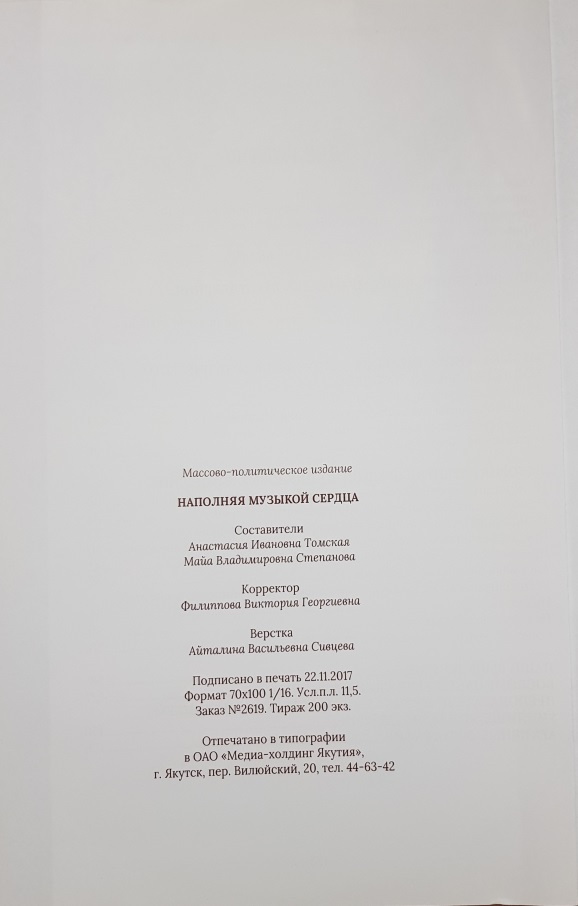 Массово-политическое издание
НАПОЛНЯЯ МУЗЫКОЙ СЕРДЦА
Составители
Анастасия Ивановна Томская
Майа Владимировна Степанова
Корректор
Филиппова Виктория Георгиевна
Верстка
Айталина Васильевна Сивцева
Подписано в печать 22.11.2017
Формат 70х100 1/16. Усл.п.л. 11,5.
Заказ №2619. Тираж 200 экз.
Отпечатано в типографии
в ОАО «Медиа-холдинг Якутия»,
г. Якутск, пер. Вилюйский, 20, тел. 44-63-42